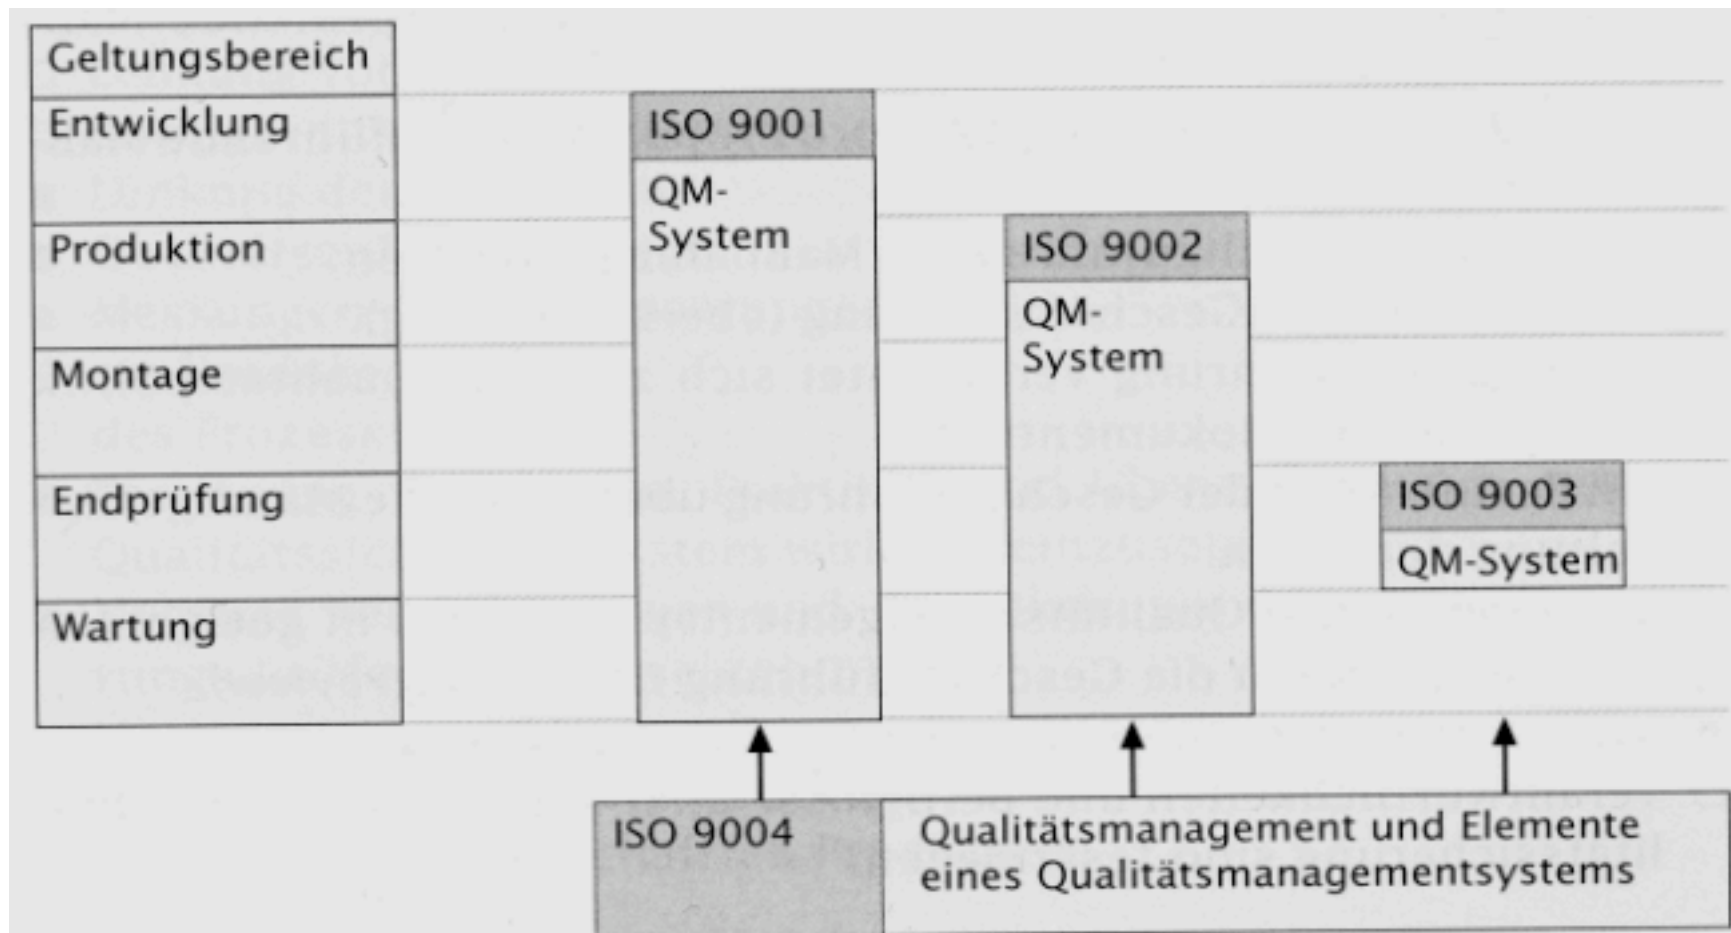 Geltungsbereich
Entwicklung
Produktion
Montage
Endprüfung
Wartung
ISO 9001
QM-
System
ISO 9002
QM-
System
ISO 9003
QM-System
ISO 9004
Qualitätsmanagement und Elemente
eines Qualitätsmanagementsystems